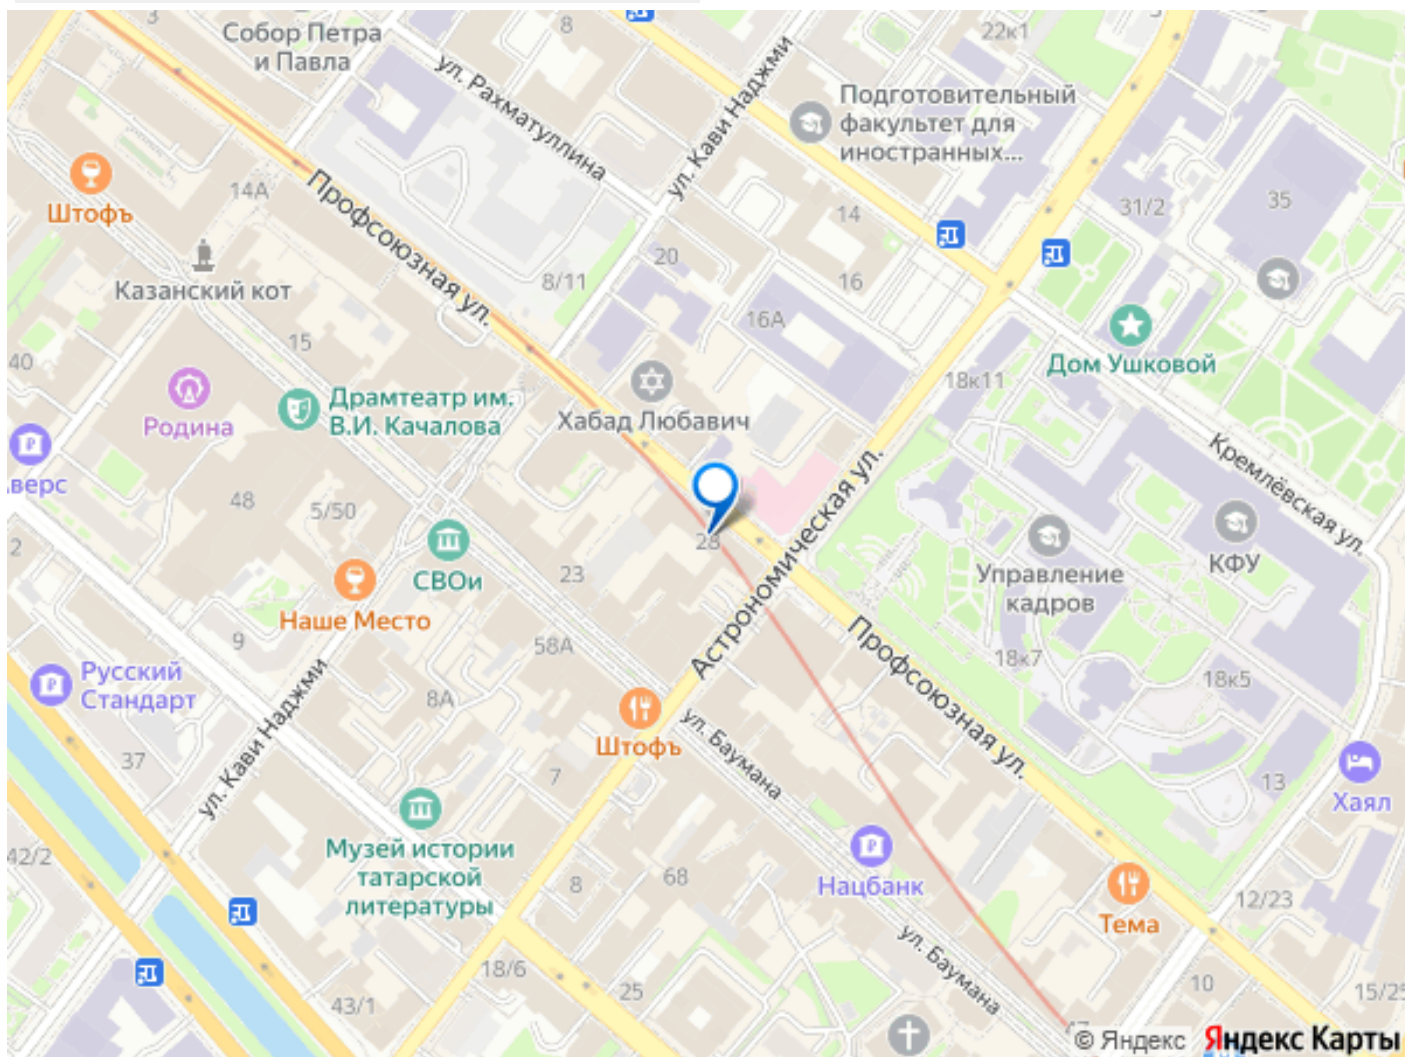 3
Собор Петра
и Павла
8
22к1
5
ул. Рахматуллина
ул. Кави Наджми
Подготовительный
факультет для
иностранных...
Штофъ
14А
Профсоюзная ул.
14
31/2
35
20
8/11
16
Казанский кот
15
16А
40
Дом Ушковой
18к11
Родина
Драмтеатр им.
В.И. Качалова
Хабад Любавич
Кремлёвская ул.
верс
48
5/50
2
СВОи
23
28
Астрономическая ул.
Управление
кадров
КФУ
Наше Место
9
58А
Профсоюзная ул.
18к7
18к5
Русский
Стандарт
8А
ул. Кави Наджми
Штофъ
ул. Баумана
37
7
13
Хаял
42/2
Музей истории
татарской
литературы
8
68
Нацбанк
Тема
12/23
ул. Баумана
18/6
25
43/1
10
15/25
© Яндекс Яндекс Карты